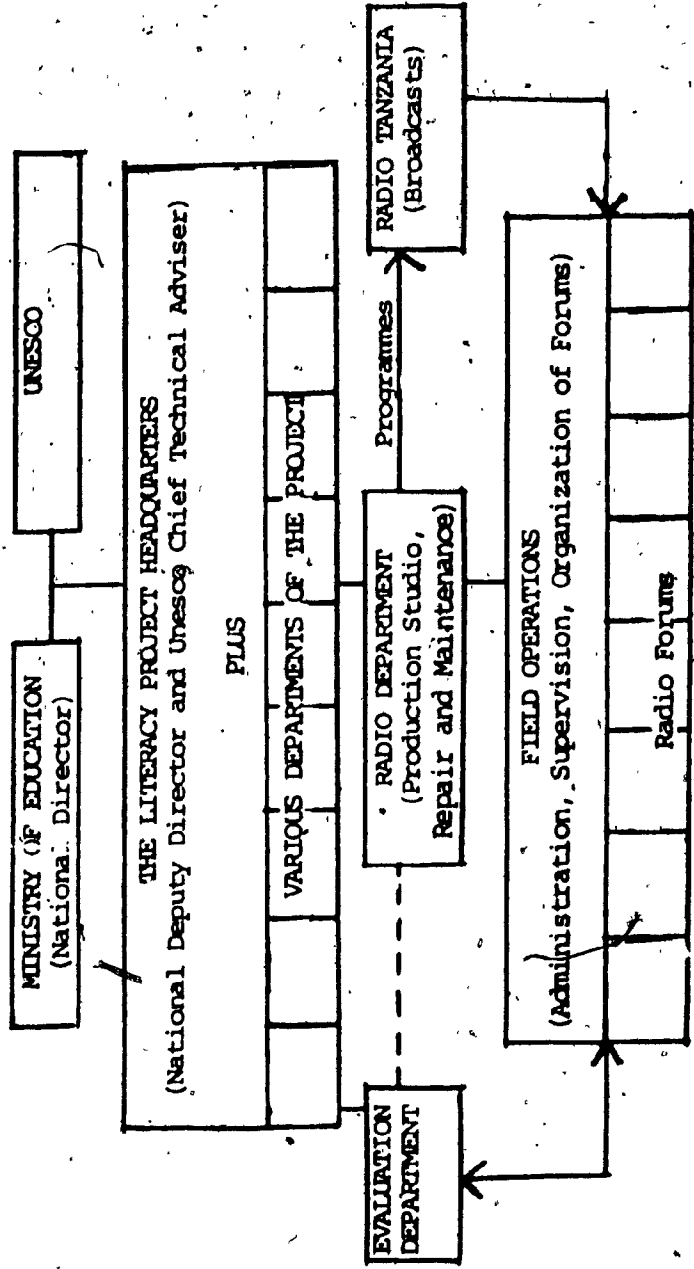 MINISTRY OF EDUCATION
(National Director)
UNESCO
THE LITERACY PROJECT HEADQUARTERS
(National Deputy Director and Unesco Chief Technical Adviser)
PLUS
VARIOUS DEPARTMENTS OF THE PROJECT
EVALUATION
DEPARTMENT
RADIO DEPARTMENT
(Production Studio,
Repair and Maintenance)
Programmes
RADIO TANZANIA
(Broadcasts)
FIELD OPERATIONS
(Administration, Supervision, Organization of Forums)
Radio Forums